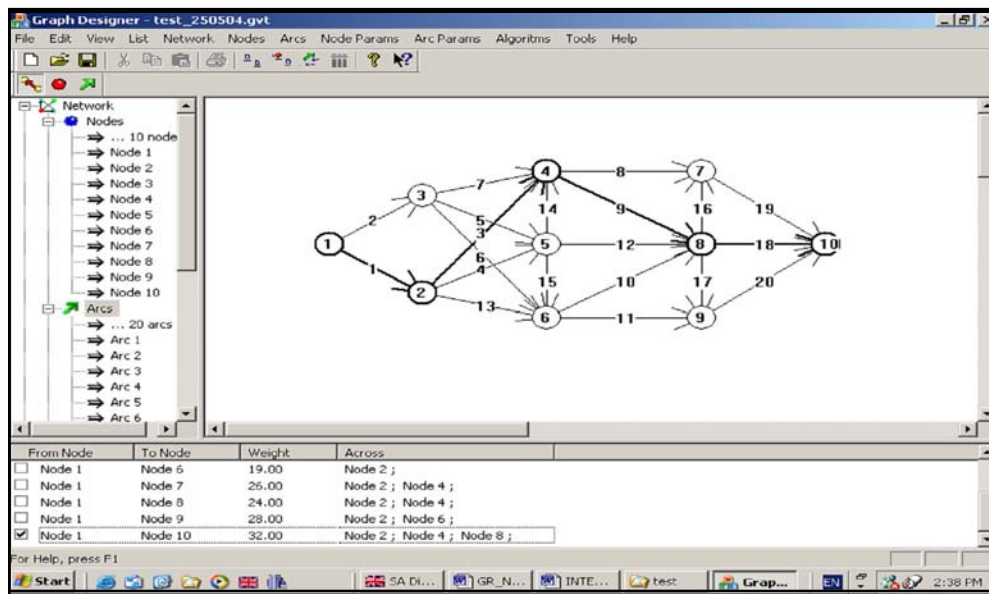 Graph Designer - test_250504.gvt
File Edit View List Network Nodes Arcs Node Params Arc Params Algoritms Tools Help
Network
Nodes
... 10 node
Node 1
Node 2
Node 3
Node 4
Node 5
Node 6
Node 7
Node 8
Node 9
Node 10
Arcs
... 20 arcs
Arc 1
Arc 2
Arc 3
Arc 4
Arc 5
Arc 6
4 8 7
3 7
2 5 14 9 16 19
1 3 5 12 8 18 10
1 6 4
2 13 15 10 17 20
6 11 9
From Node To Node Weight Across
Node 1 Node 6 19.00 Node 2 ;
Node 1 Node 7 26.00 Node 2 ; Node 4 ;
Node 1 Node 8 24.00 Node 2 ; Node 4 ;
Node 1 Node 9 28.00 Node 2 ; Node 6 ;
Node 1 Node 10 32.00 Node 2 ; Node 4 ; Node 8 ;
For Help, press F1
Start SA Di... GR_N... INTE... test Grap... EN 2:38 PM